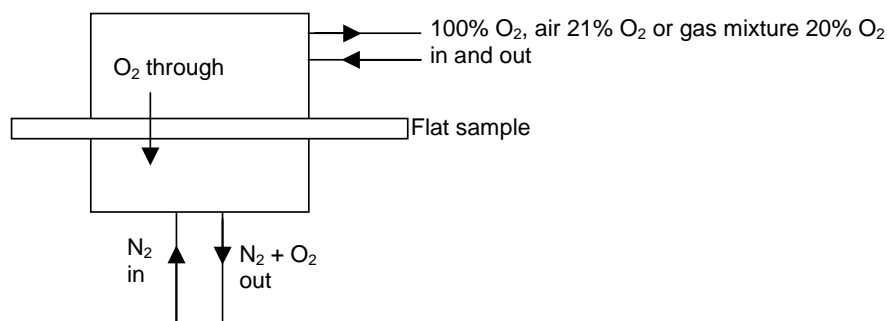 100% O₂, air 21% O₂ or gas mixture 20% O₂
in and out
O₂ through
Flat sample
N₂
in
N₂ + O₂
out